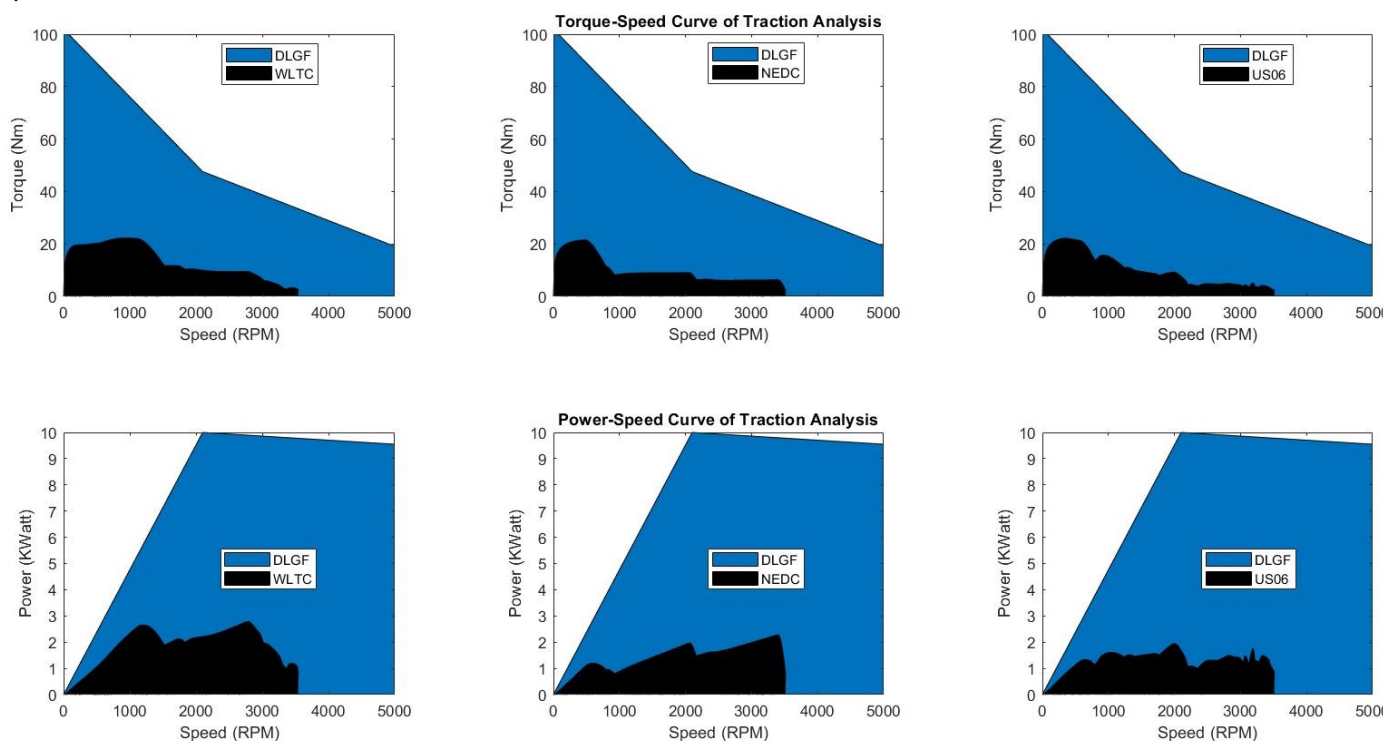 Torque-Speed Curve of Traction Analysis
100
80
60
40
20
0
Torque (Nm)
DLGF
WLTC
0 1000 2000 3000 4000 5000
Speed (RPM)
100
80
60
40
20
0
Torque (Nm)
DLGF
NEDC
0 1000 2000 3000 4000 5000
Speed (RPM)
100
80
60
40
20
0
Torque (Nm)
DLGF
US06
0 1000 2000 3000 4000 5000
Speed (RPM)
Power-Speed Curve of Traction Analysis
10
9
8
7
6
5
4
3
2
1
0
Power (KWatt)
DLGF
WLTC
0 1000 2000 3000 4000 5000
Speed (RPM)
10
9
8
7
6
5
4
3
2
1
0
Power (KWatt)
DLGF
NEDC
0 1000 2000 3000 4000 5000
Speed (RPM)
10
9
8
7
6
5
4
3
2
1
0
Power (KWatt)
DLGF
US06
0 1000 2000 3000 4000 5000
Speed (RPM)